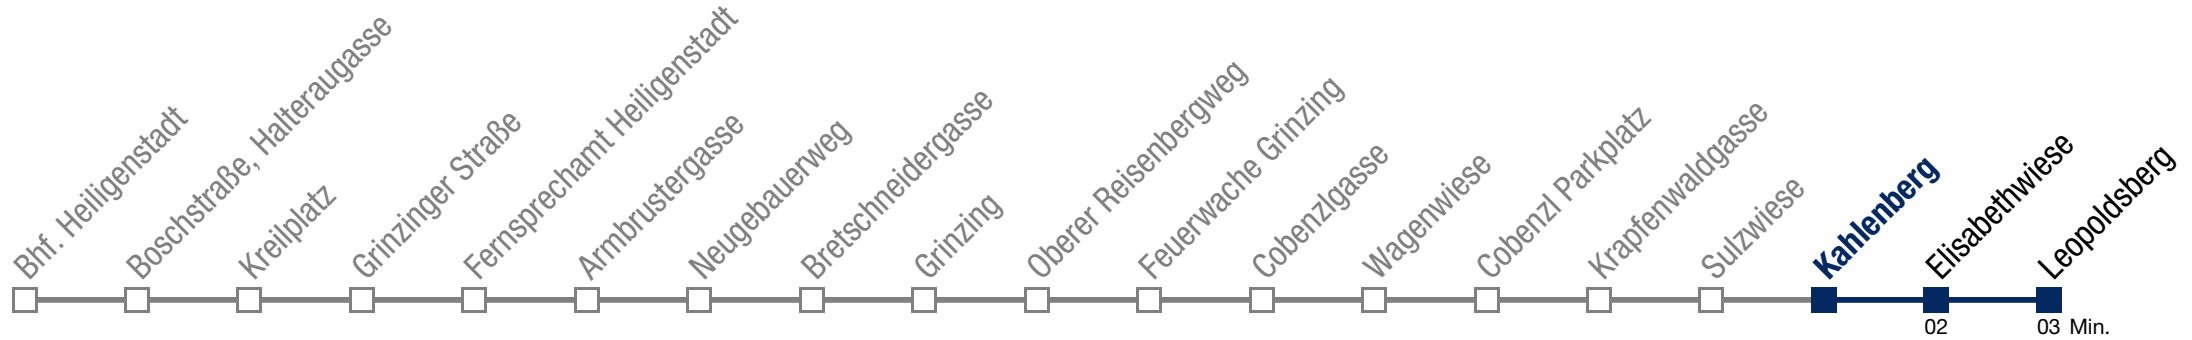 Bhf. Heiligenstadt
Boschstraße, Halteraugasse
Kreilplatz
Grinzinger Straße
Fernsprechamt Heiligenstadt
Armbrustergasse
Neugebauerweg
Bretschneidergasse
Grinzing
Oberer Reisenbergweg
Feuerwache Grinzing
Cobenzlgasse
Wagenwiese
Cobenzl Parkplatz
Krapfenwaldgasse
Sulzwiese
Kahlenberg
Elisabethwiese
Leopoldsberg
02 03 Min.